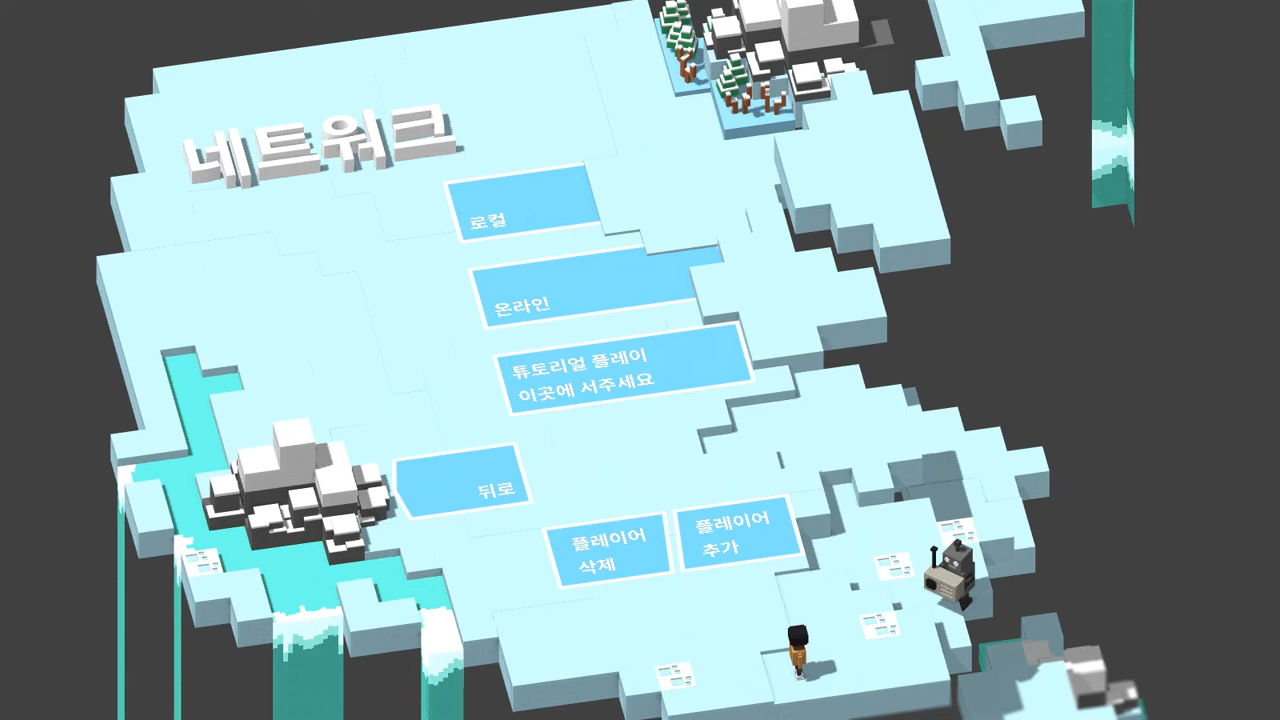 네트워크
로컬
온라인
튜토리얼 플레이
이곳에 서주세요
뒤로
플레이어
삭제
플레이어
추가